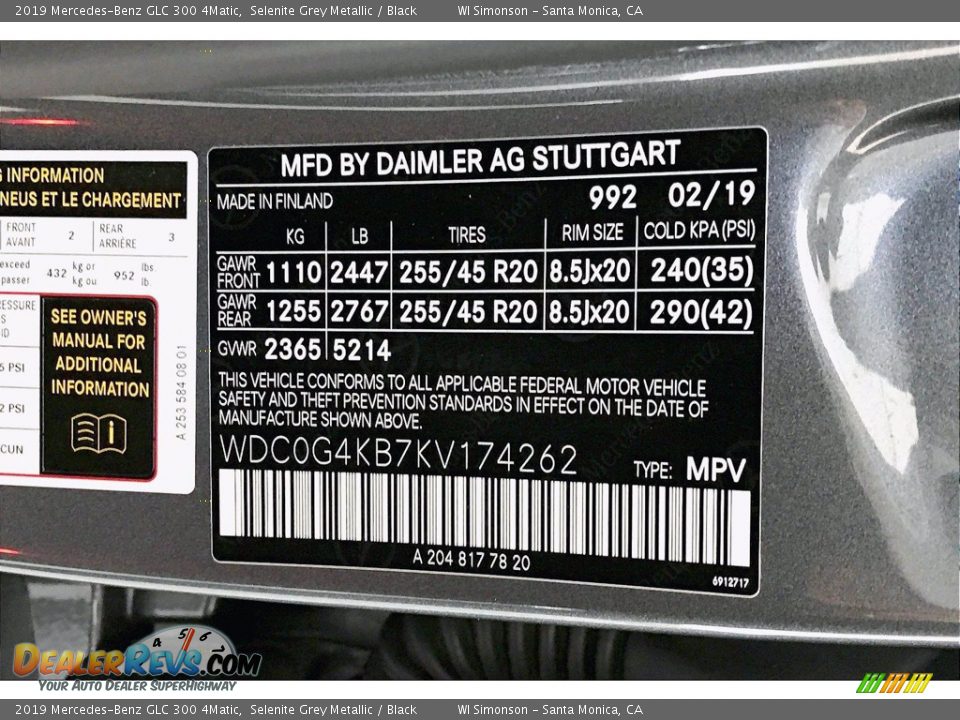 2019 Mercedes-Benz GLC 300 4Matic, Selenite Grey Metallic / Black WI Simonson - Santa Monica, CA
INFORMATION
NEUS ET LE CHARGEMENT
FRONT AVANT 2 REAR ARRIÈRE 3
exceed 432 kg or 952 lbs
passer kg ou lb
SEE OWNER'S
MANUAL FOR
ADDITIONAL
INFORMATION
PSI
PSI
A 253 584 08 01
MFD BY DAIMLER AG STUTTGART
MADE IN FINLAND 992 02/19
KG LB TIRES RIM SIZE COLD KPA (PSI)
GAWR FRONT 1110 2447 255/45 R20 8.5Jx20 240(35)
GAWR REAR 1255 2767 255/45 R20 8.5Jx20 290(42)
GVWR 2365 5214
THIS VEHICLE CONFORMS TO ALL APPLICABLE FEDERAL MOTOR VEHICLE
SAFETY AND THEFT PREVENTION STANDARDS IN EFFECT ON THE DATE OF
MANUFACTURE SHOWN ABOVE.
WDC0G4KB7KV174262 TYPE: MPV
A 204 817 78 20
6912717
4 5 6
DEALERREVS.COM
YOUR AUTO DEALER SUPERHIGHWAY
2019 Mercedes-Benz GLC 300 4Matic, Selenite Grey Metallic / Black WI Simonson - Santa Monica, CA